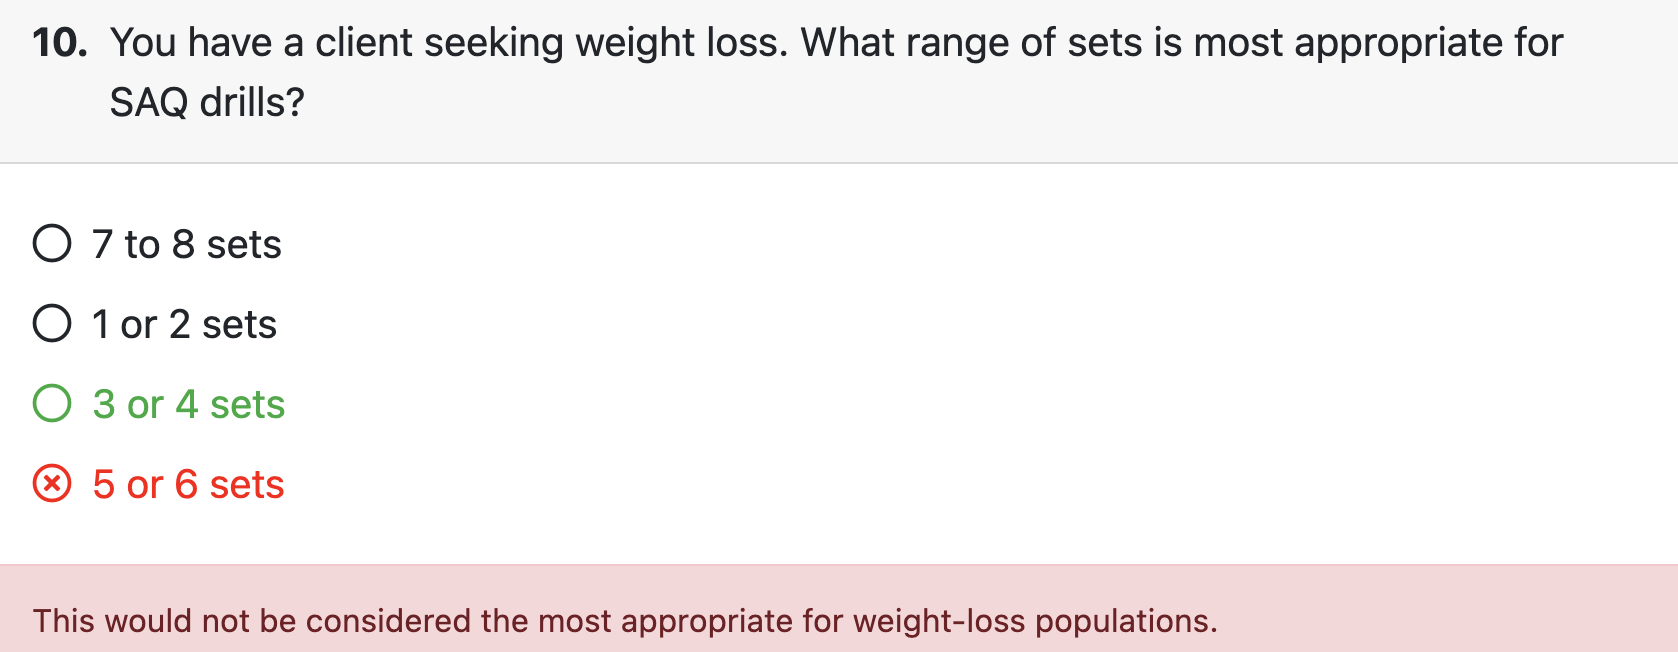 10. You have a client seeking weight loss. What range of sets is most appropriate for
SAQ drills?
7 to 8 sets
1 or 2 sets
3 or 4 sets
5 or 6 sets
This would not be considered the most appropriate for weight-loss populations.